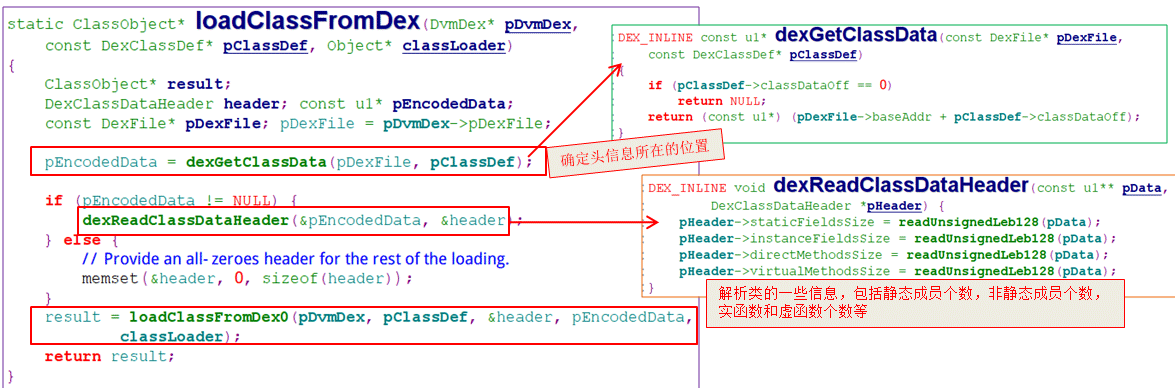 static ClassObject* loadClassFromDex(DvmDex* pDvmDex,
const DexClassDef* pClassDef, Object* classLoader)
{
ClassObject* result;
DexClassDataHeader header; const u1* pEncodedData;
const DexFile* pDexFile; pDexFile = pDvmDex->pDexFile;
pEncodedData = dexGetClassData(pDexFile, pClassDef);
if (pEncodedData != NULL) {
dexReadClassDataHeader(&pEncodedData, &header);
} else {
// Provide an all- zeroes header for the rest of the loading.
memset(&header, 0, sizeof(header));
}
result = loadClassFromDex0(pDvmDex, pClassDef, &header, pEncodedData,
classLoader);
return result;
}
DEX_INLINE const u1* dexGetClassData(const DexFile* pDexFile,
const DexClassDef* pClassDef)
{
if (pClassDef->classDataOff == 0)
return NULL;
return (const u1*) (pDexFile->baseAddr + pClassDef->classDataOff);
}
确定头信息所在的位置
DEX_INLINE void dexReadClassDataHeader(const u1** pData,
DexClassDataHeader *pHeader) {
pHeader->staticFieldsSize = readUnsignedLeb128(pData);
pHeader->instanceFieldsSize = readUnsignedLeb128(pData);
pHeader->directMethodsSize = readUnsignedLeb128(pData);
pHeader->virtualMethodsSize = readUnsignedLeb128(pData);
}
解析类的一些信息，包括静态成员个数，非静态成员个数，
实函数和虚函数个数等